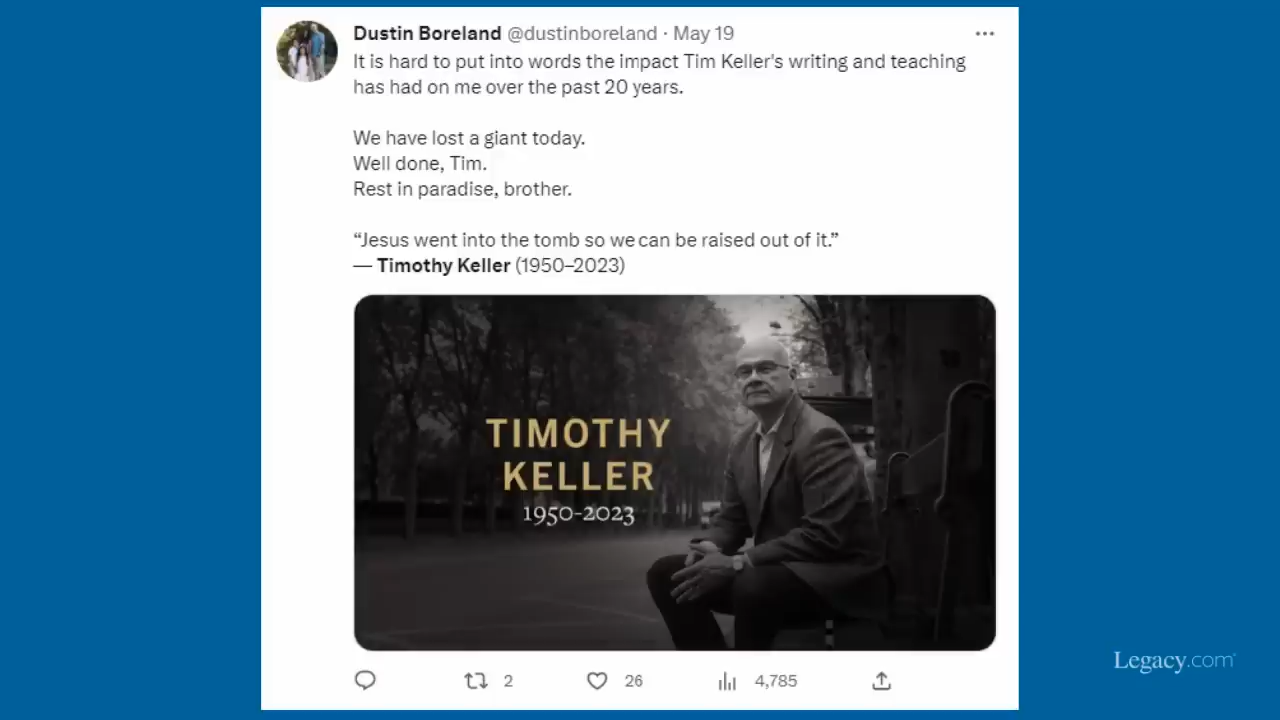 Dustin Boreland @dustinboreland · May 19
It is hard to put into words the impact Tim Keller's writing and teaching
has had on me over the past 20 years.
We have lost a giant today.
Well done, Tim.
Rest in paradise, brother.
“Jesus went into the tomb so we can be raised out of it.”
— Timothy Keller (1950–2023)
TIMOTHY
KELLER
1950-2023
2
26
4,785
Legacy.com